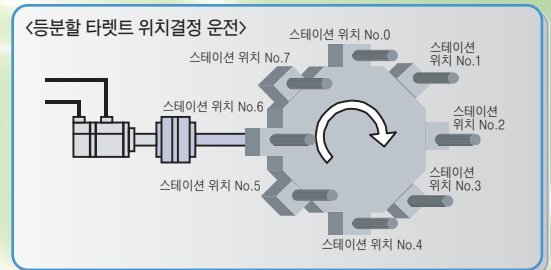 <등분할 타렛트 위치결정 운전>
스테이션 위치 No.0
스테이션 위치 No.7
스테이션
위치 No.1
스테이션 위치 No.6
스테이션
위치 No.2
스테이션 위치 No.5
스테이션
위치 No.3
스테이션 위치 No.4